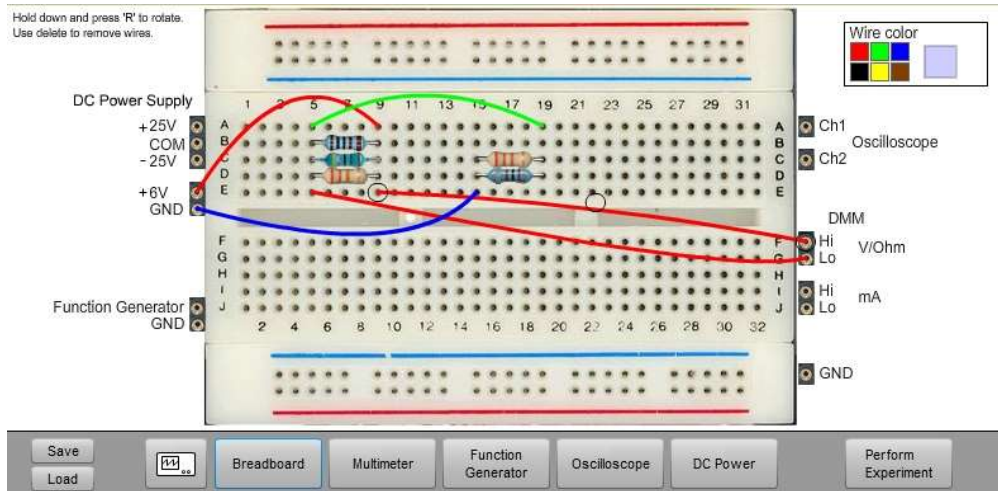 Hold down and press 'R' to rotate.
Use delete to remove wires.
Wire color
DC Power Supply
1 3 5 7 9 11 13 15 17 19 21 23 25 27 29 31
+25V
A
A
Ch1
COM
B
B
Oscilloscope
-25V
C
C
Ch2
D
D
+6V
E
E
GND
DMM
F
F
Hi
V/Ohm
G
G
Lo
H
H
I
I
Hi
mA
Function Generator
J
J
Lo
GND
2 4 6 8 10 12 14 16 18 20 22 24 26 28 30 32
GND
Save
Load
Breadboard
Multimeter
Function
Generator
Oscilloscope
DC Power
Perform
Experiment